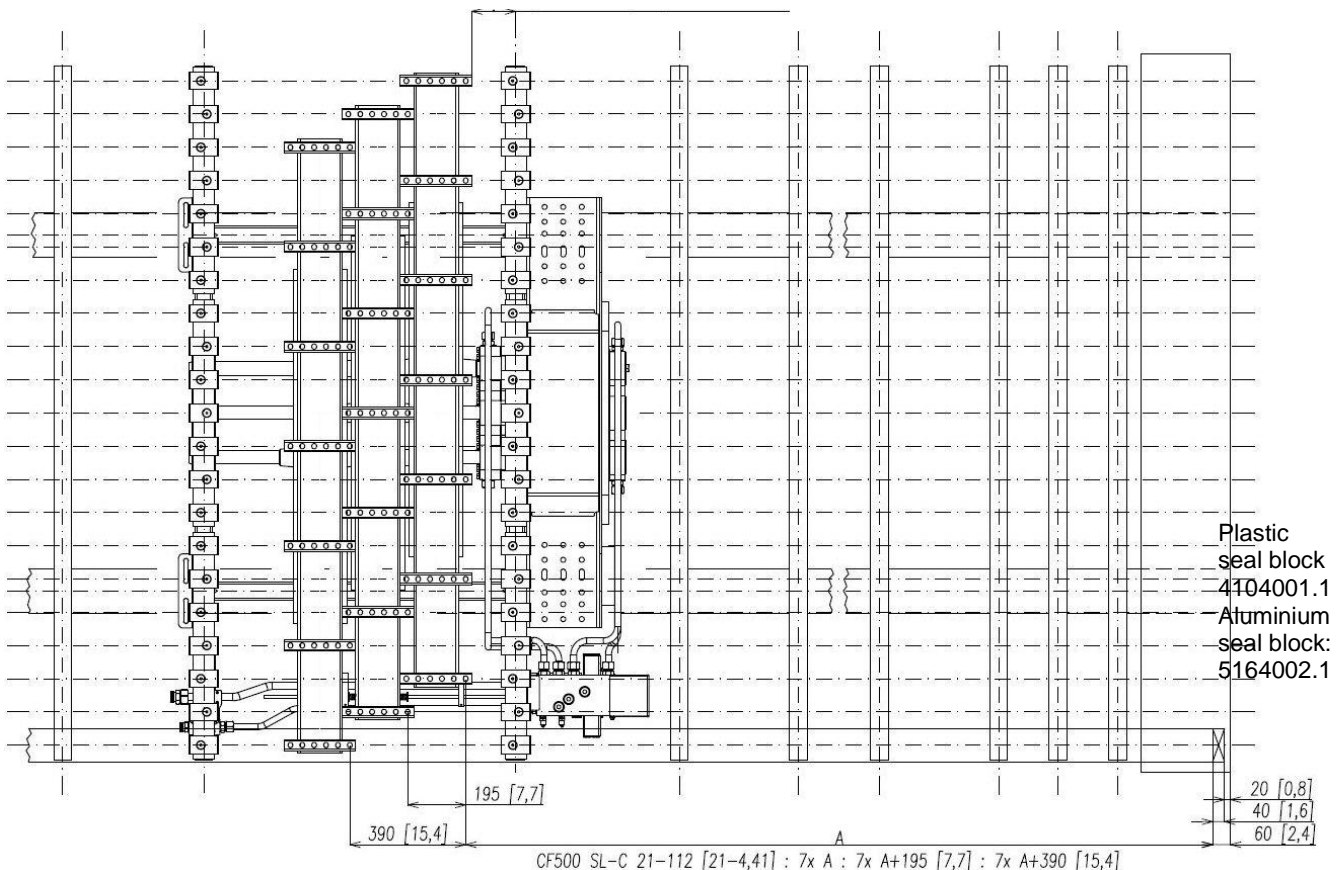 Plastic
seal block
4104001.1
Aluminium
seal block:
5164002.1
195 [7,7]
20 [0,8]
40 [1,6]
390 [15,4]
A
60 [2,4]
CF500 SL-C 21-112 [21-4,41] : 7x A : 7x A+195 [7,7] : 7x A+390 [15,4]